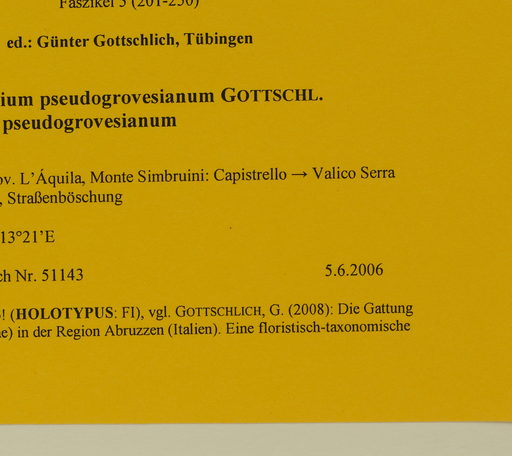 Faszikel 5 (201-250)
ed.: Günter Gottschlich, Tübingen
ium pseudogrovesianum GOTTSCHL.
pseudogrovesianum
ov. L'Áquila, Monte Simbruini: Capistrello → Valico Serra
, Straßenböschung
13°21'E
ch Nr. 51143 5.6.2006
! (HOLOTYPUS: FI), vgl. GOTTSCHLICH, G. (2008): Die Gattung
e) in der Region Abruzzen (Italien). Eine floristisch-taxonomische